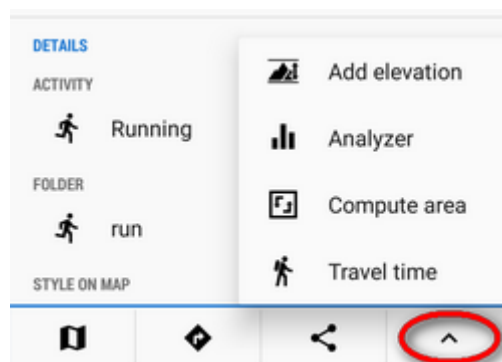 DETAILS
ACTIVITY
Running
FOLDER
run
STYLE ON MAP
Add elevation
Analyzer
Compute area
Travel time